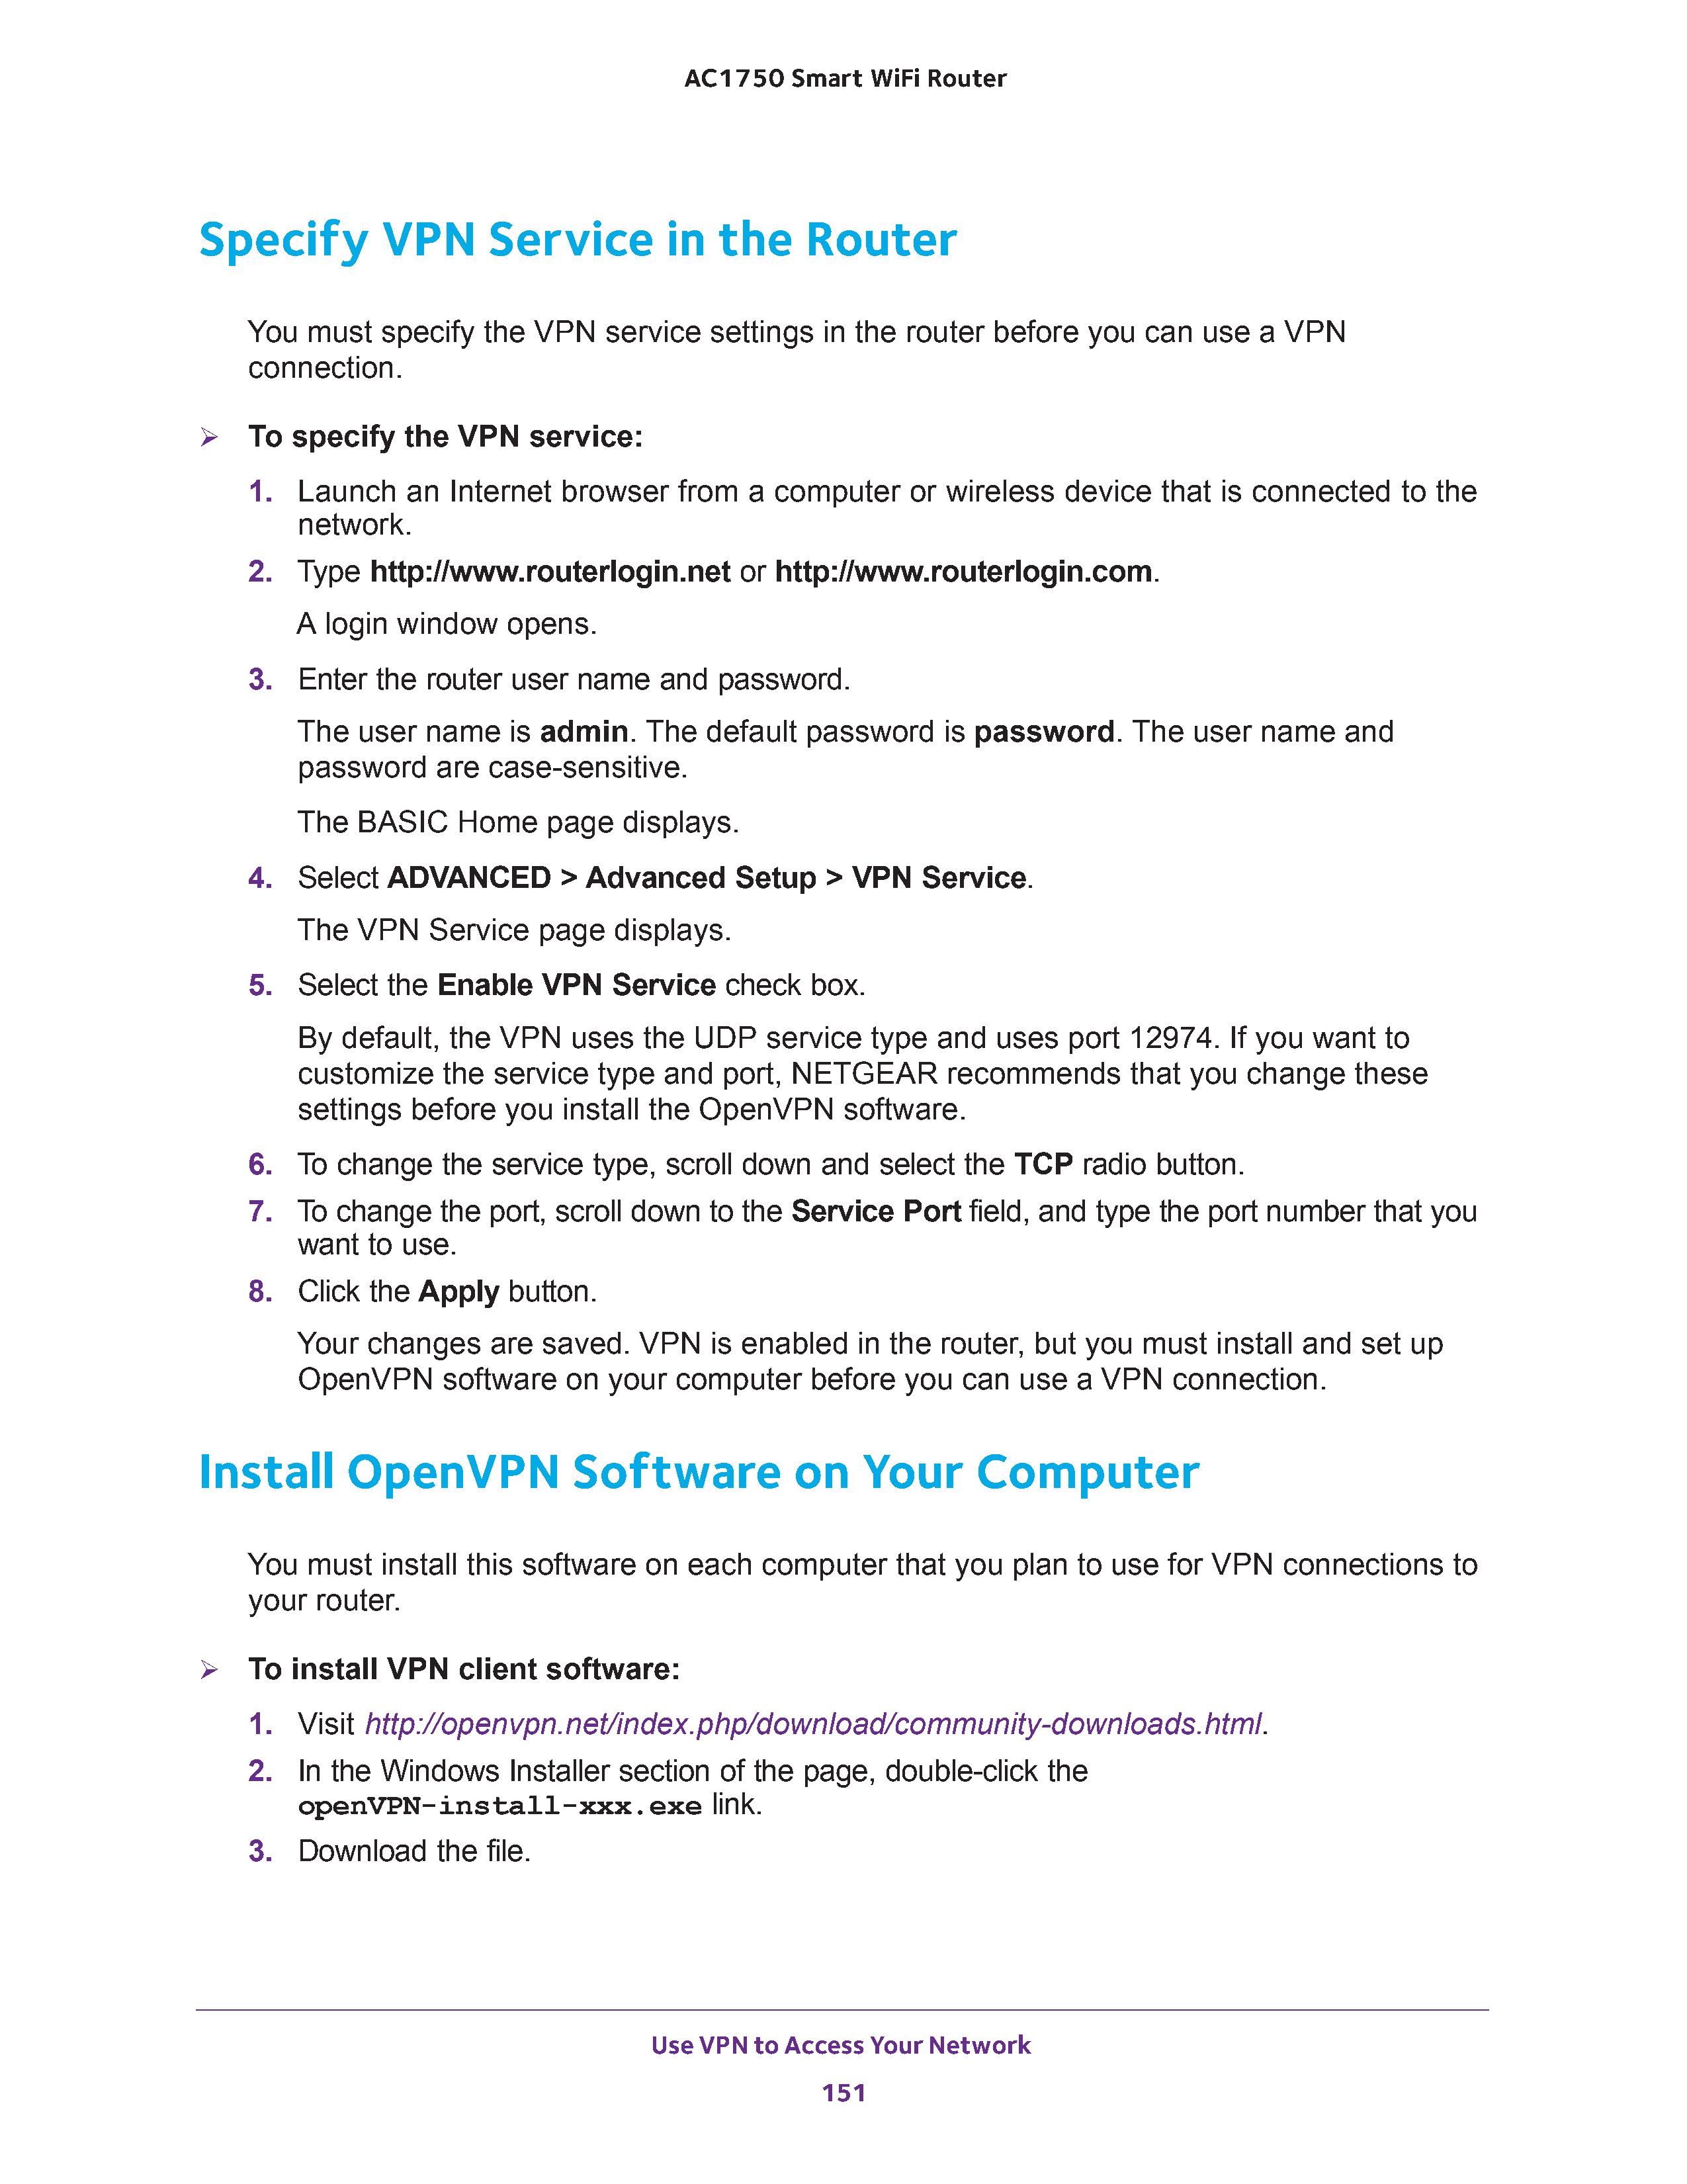 AC1750 Smart WiFi Router
Specify VPN Service in the Router
You must specify the VPN service settings in the router before you can use a VPN
connection.
➢ To specify the VPN service:
1. Launch an Internet browser from a computer or wireless device that is connected to the
network.
2. Type http://www.routerlogin.net or http://www.routerlogin.com.
A login window opens.
3. Enter the router user name and password.
The user name is admin. The default password is password. The user name and
password are case-sensitive.
The BASIC Home page displays.
4. Select ADVANCED > Advanced Setup > VPN Service.
The VPN Service page displays.
5. Select the Enable VPN Service check box.
By default, the VPN uses the UDP service type and uses port 12974. If you want to
customize the service type and port, NETGEAR recommends that you change these
settings before you install the OpenVPN software.
6. To change the service type, scroll down and select the TCP radio button.
7. To change the port, scroll down to the Service Port field, and type the port number that you
want to use.
8. Click the Apply button.
Your changes are saved. VPN is enabled in the router, but you must install and set up
OpenVPN software on your computer before you can use a VPN connection.
Install OpenVPN Software on Your Computer
You must install this software on each computer that you plan to use for VPN connections to
your router.
➢ To install VPN client software:
1. Visit http://openvpn.net/index.php/download/community-downloads.html.
2. In the Windows Installer section of the page, double-click the
openVPN-install-xxx.exe link.
3. Download the file.
Use VPN to Access Your Network
151